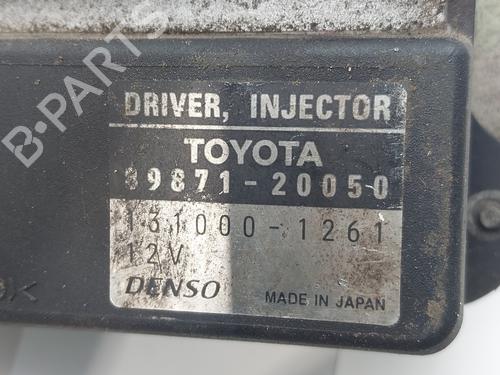 B-PARTS
DRIVER, INJECTOR
TOYOTA
89871-20050
131000-1261
12V
DENSO MADE IN JAPAN